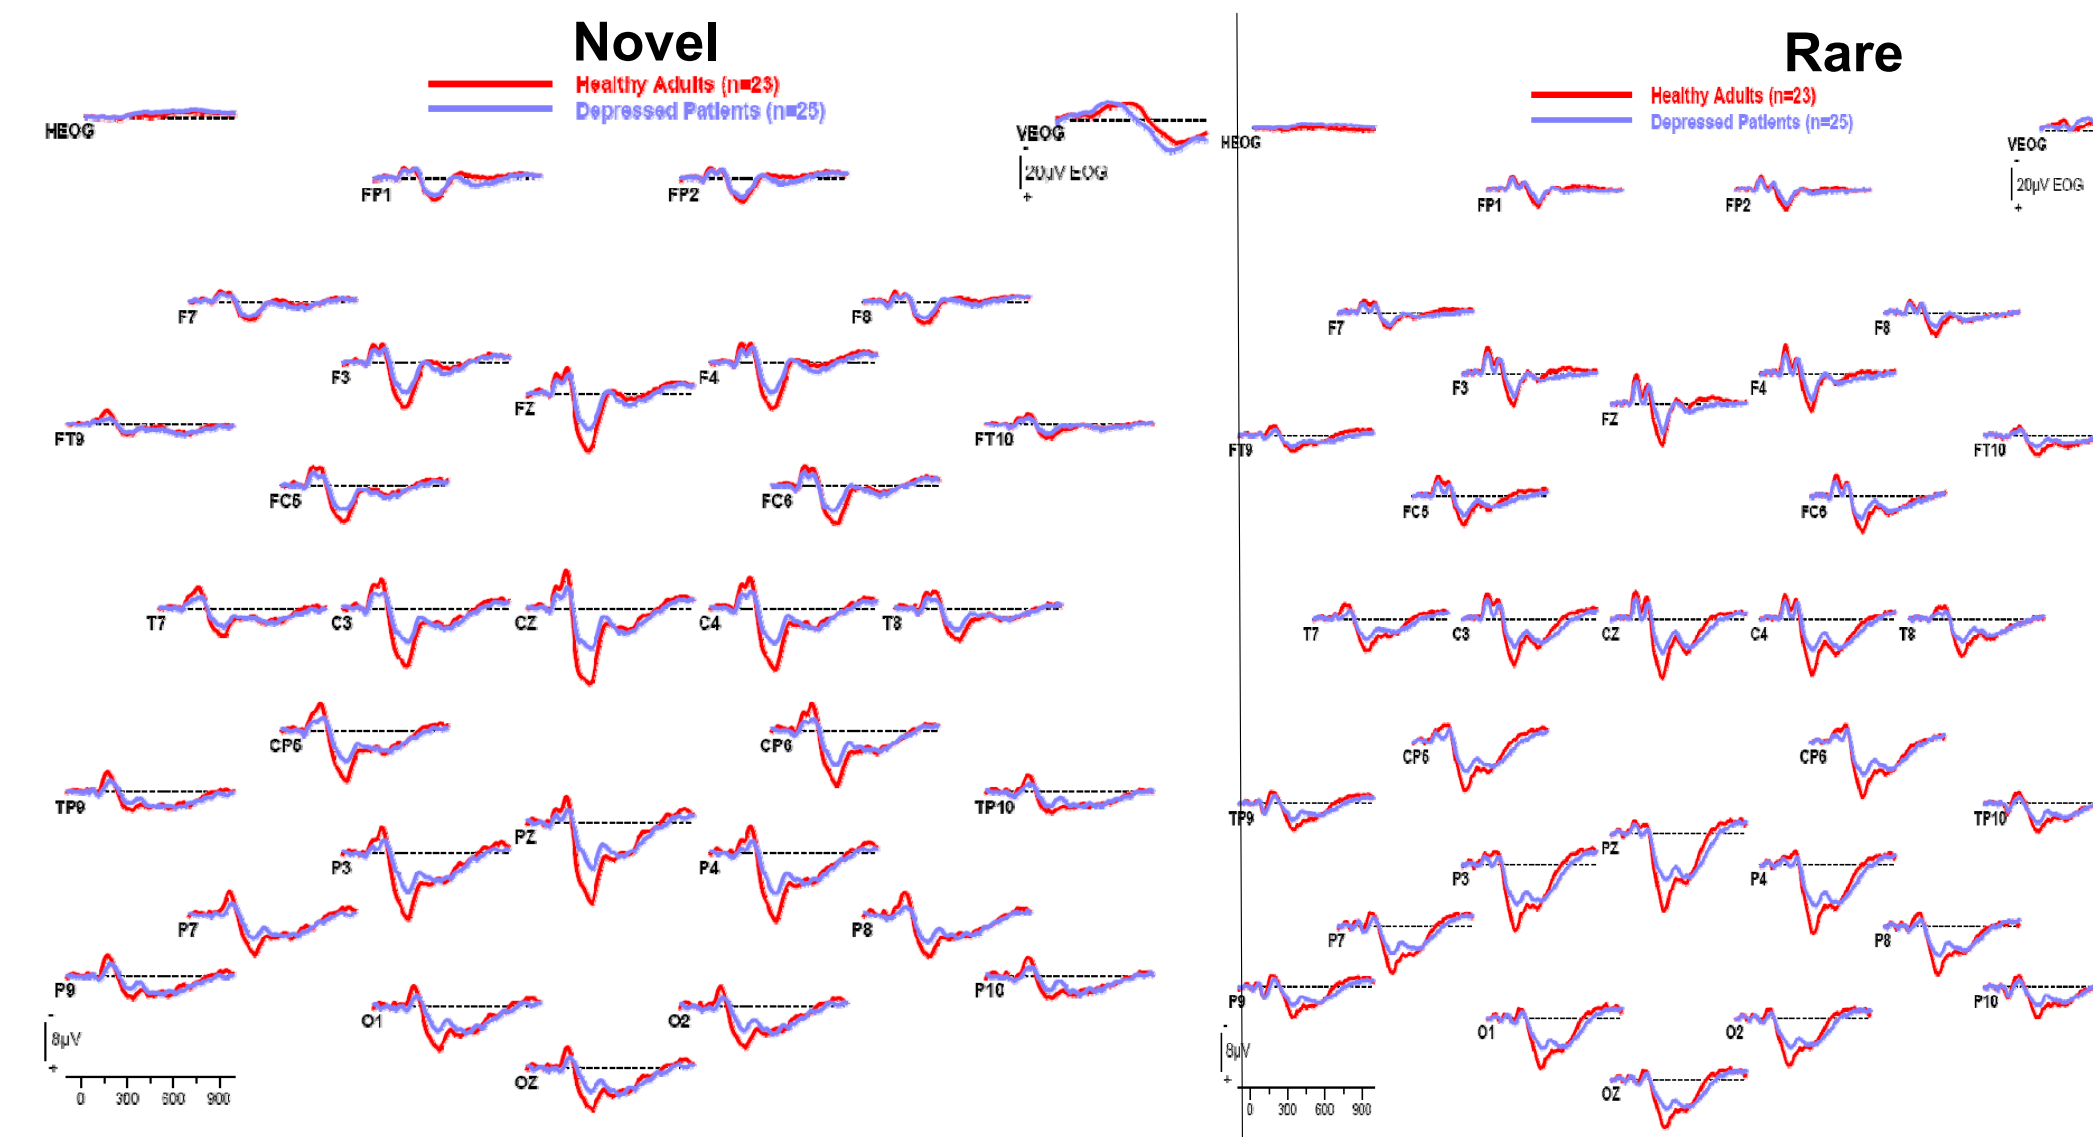 Novel
Healthy Adults (n=23)
Depressed Patients (n=25)
HEOG
VEOG
-
20µV EOG
+
FP1
FP2
F7
F8
F3
FZ
F4
FT9
FT10
FC5
FC6
T7
C3
CZ
C4
T8
CP5
CP6
TP9
TP10
P3
PZ
P4
P7
P8
P9
P10
O1
O2
OZ
-
8µV
+
0 300 600 900
Rare
Healthy Adults (n=23)
Depressed Patients (n=25)
HEOG
VEOG
-
20µV EOG
+
FP1
FP2
F7
F8
F3
FZ
F4
FT9
FT10
FC5
FC6
T7
C3
CZ
C4
T8
CP5
CP6
TP9
TP10
P3
PZ
P4
P7
P8
P9
P10
O1
O2
OZ
-
8µV
+
0 300 600 900